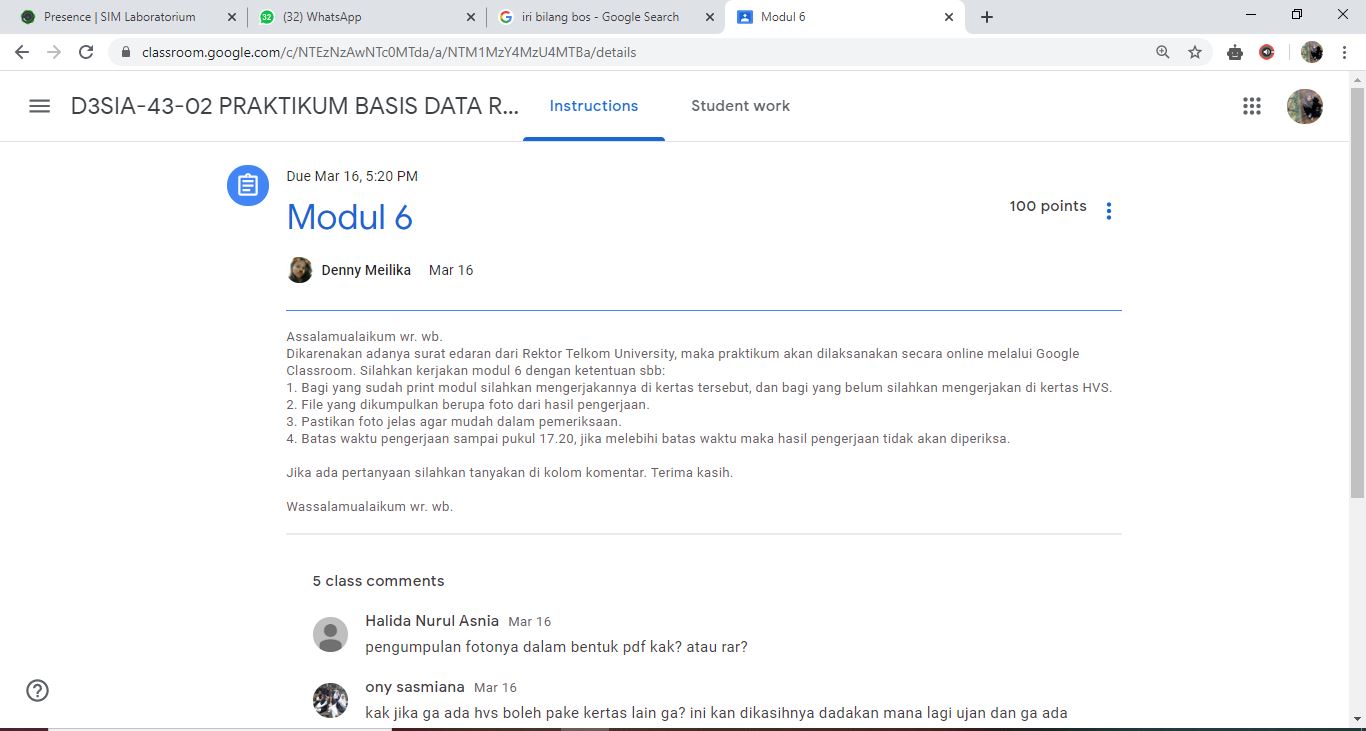 Presence | SIM Laboratorium
(32) WhatsApp
iri bilang bos - Google Search
Modul 6
classroom.google.com/c/NTEzNzAwNTc0MTda/a/NTM1MzY4MzU4MTBa/details
D3SIA-43-02 PRAKTIKUM BASIS DATA R...
Instructions
Student work
Due Mar 16, 5:20 PM
Modul 6
100 points
Denny Meilika Mar 16
Assalamualaikum wr. wb.
Dikarenakan adanya surat edaran dari Rektor Telkom University, maka praktikum akan dilaksanakan secara online melalui Google
Classroom. Silahkan kerjakan modul 6 dengan ketentuan sbb:
1. Bagi yang sudah print modul silahkan mengerjakannya di kertas tersebut, dan bagi yang belum silahkan mengerjakan di kertas HVS.
2. File yang dikumpulkan berupa foto dari hasil pengerjaan.
3. Pastikan foto jelas agar mudah dalam pemeriksaan.
4. Batas waktu pengerjaan sampai pukul 17.20, jika melebihi batas waktu maka hasil pengerjaan tidak akan diperiksa.
Jika ada pertanyaan silahkan tanyakan di kolom komentar. Terima kasih.
Wassalamualaikum wr. wb.
5 class comments
Halida Nurul Asnia Mar 16
pengumpulan fotonya dalam bentuk pdf kak? atau rar?
ony sasmiana Mar 16
kak jika ga ada hvs boleh pake kertas lain ga? ini kan dikasihnya dadakan mana lagi ujan dan ga ada